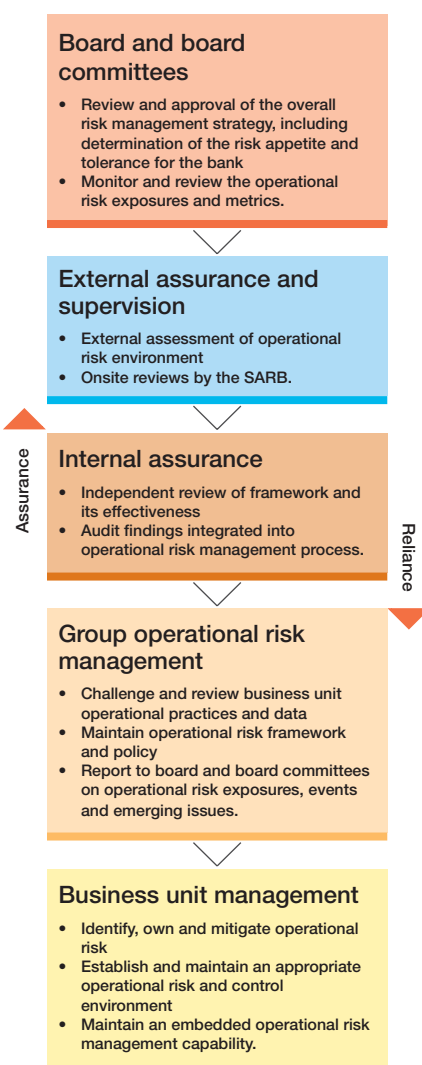 Board and board
committees
• Review and approval of the overall
risk management strategy, including
determination of the risk appetite and
tolerance for the bank
• Monitor and review the operational
risk exposures and metrics.
External assurance and
supervision
• External assessment of operational
risk environment
• Onsite reviews by the SARB.
Assurance
Internal assurance
• Independent review of framework and
its effectiveness
• Audit findings integrated into
operational risk management process.
Reliance
Group operational risk
management
• Challenge and review business unit
operational practices and data
• Maintain operational risk framework
and policy
• Report to board and board committees
on operational risk exposures, events
and emerging issues.
Business unit management
• Identify, own and mitigate operational
risk
• Establish and maintain an appropriate
operational risk and control
environment
• Maintain an embedded operational risk
management capability.